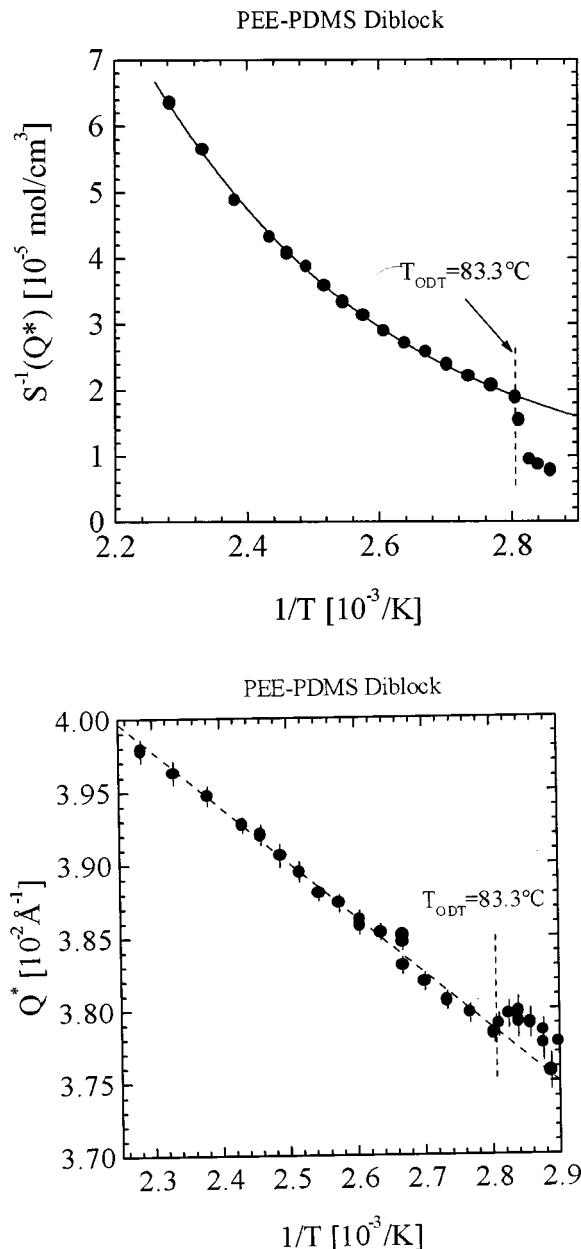 PEE-PDMS Diblock
7
6
5
4
3
2
1
0
S⁻¹(Q*) [10⁻⁵ mol/cm³]
T_ODT=83.3°C
2.2 2.4 2.6 2.8
1/T [10⁻³/K]
PEE-PDMS Diblock
4.00
3.95
3.90
3.85
3.80
3.75
3.70
Q* [10⁻² Å⁻¹]
T_ODT=83.3°C
2.3 2.4 2.5 2.6 2.7 2.8 2.9
1/T [10⁻³/K]